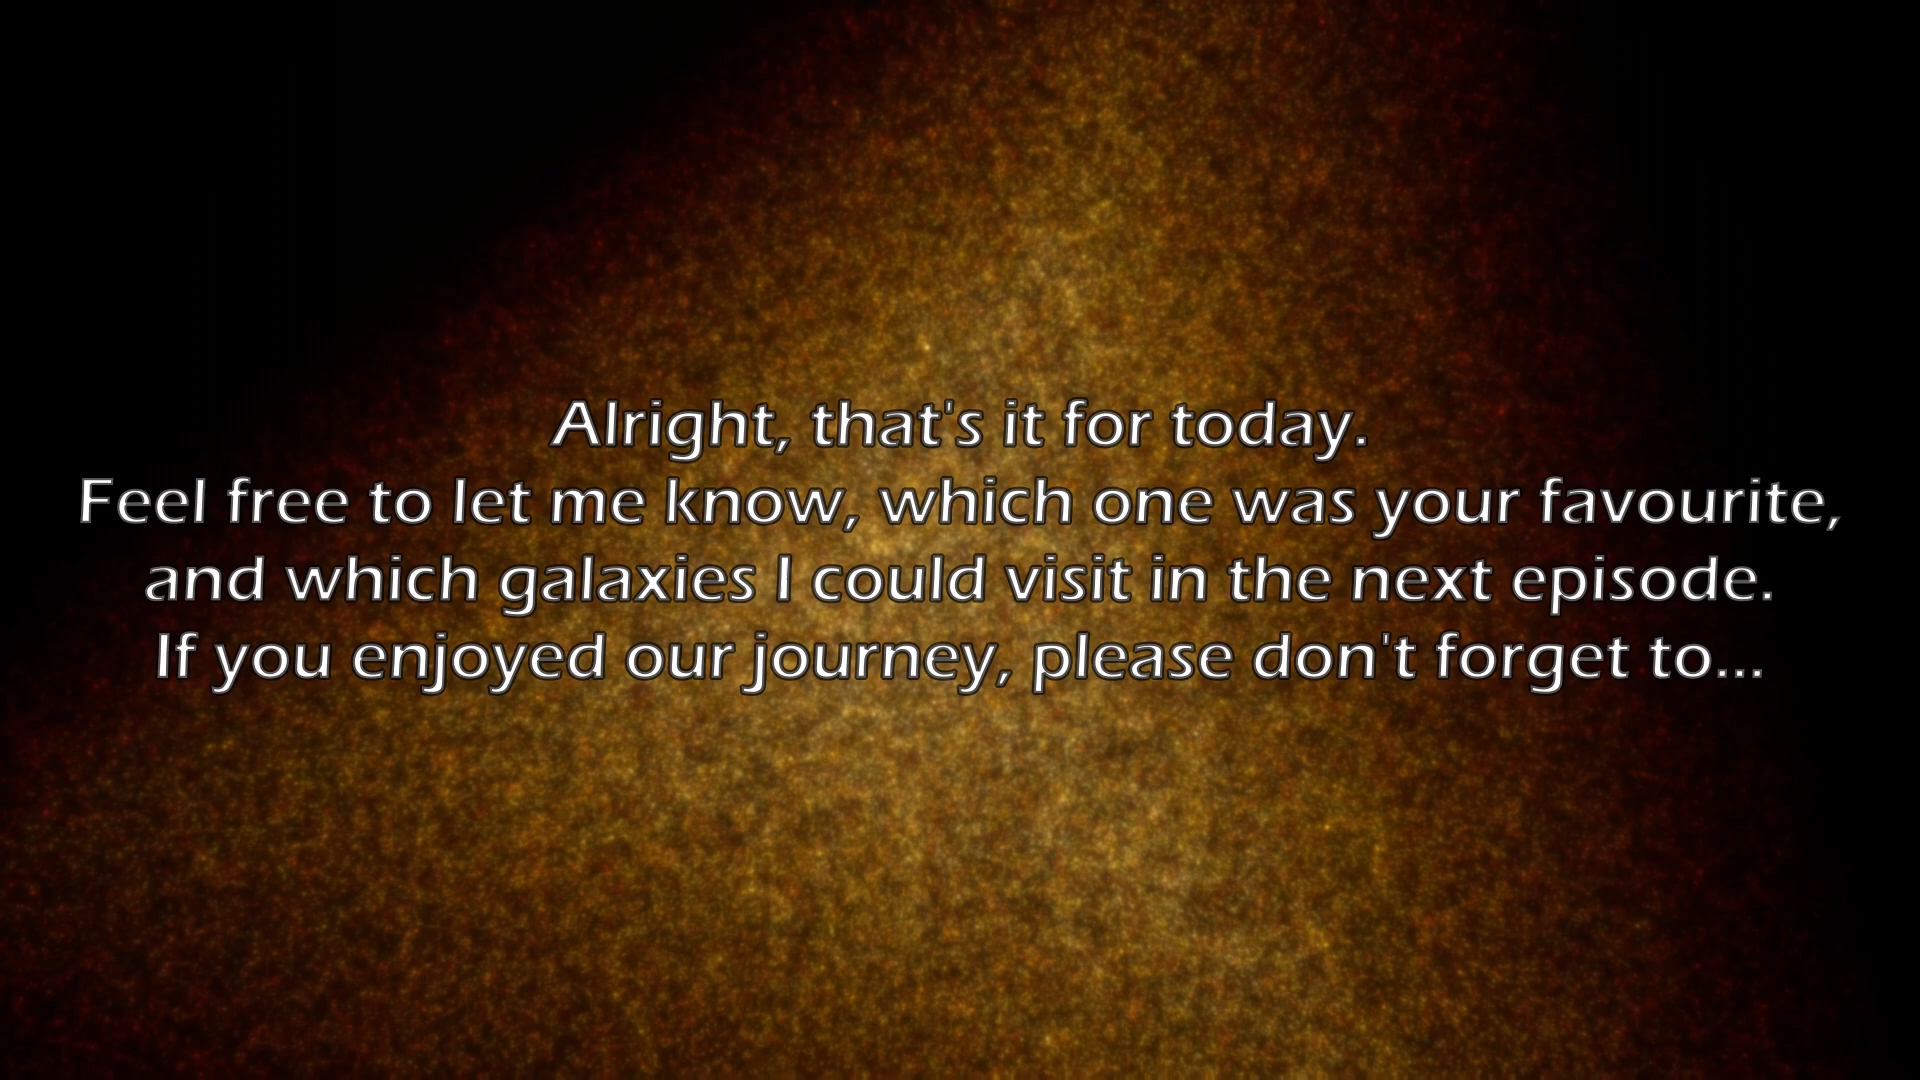 Alright, that's it for today.
Feel free to let me know, which one was your favourite,
and which galaxies I could visit in the next episode.
If you enjoyed our journey, please don't forget to...